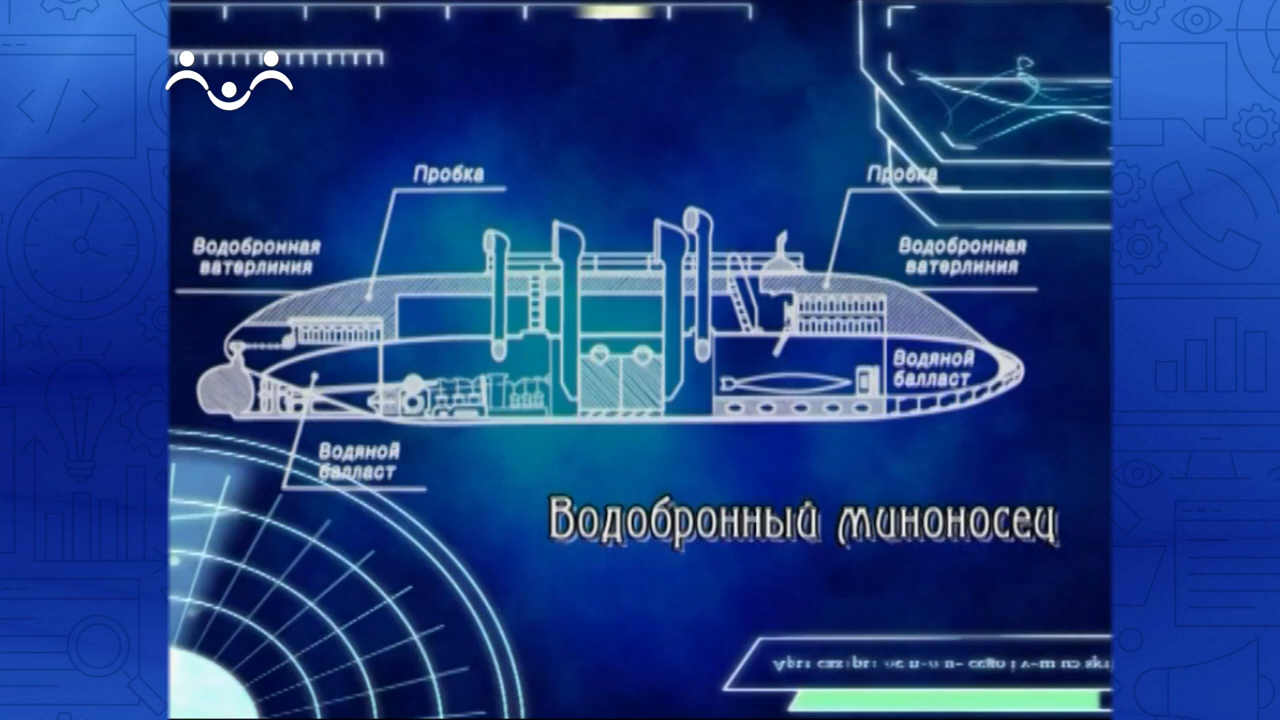 Пробка
Пробка
Водобронная
ватерлиния
Водобронная
ватерлиния
Водяной
балласт
Водяной
балласт
Водобронный миноносец